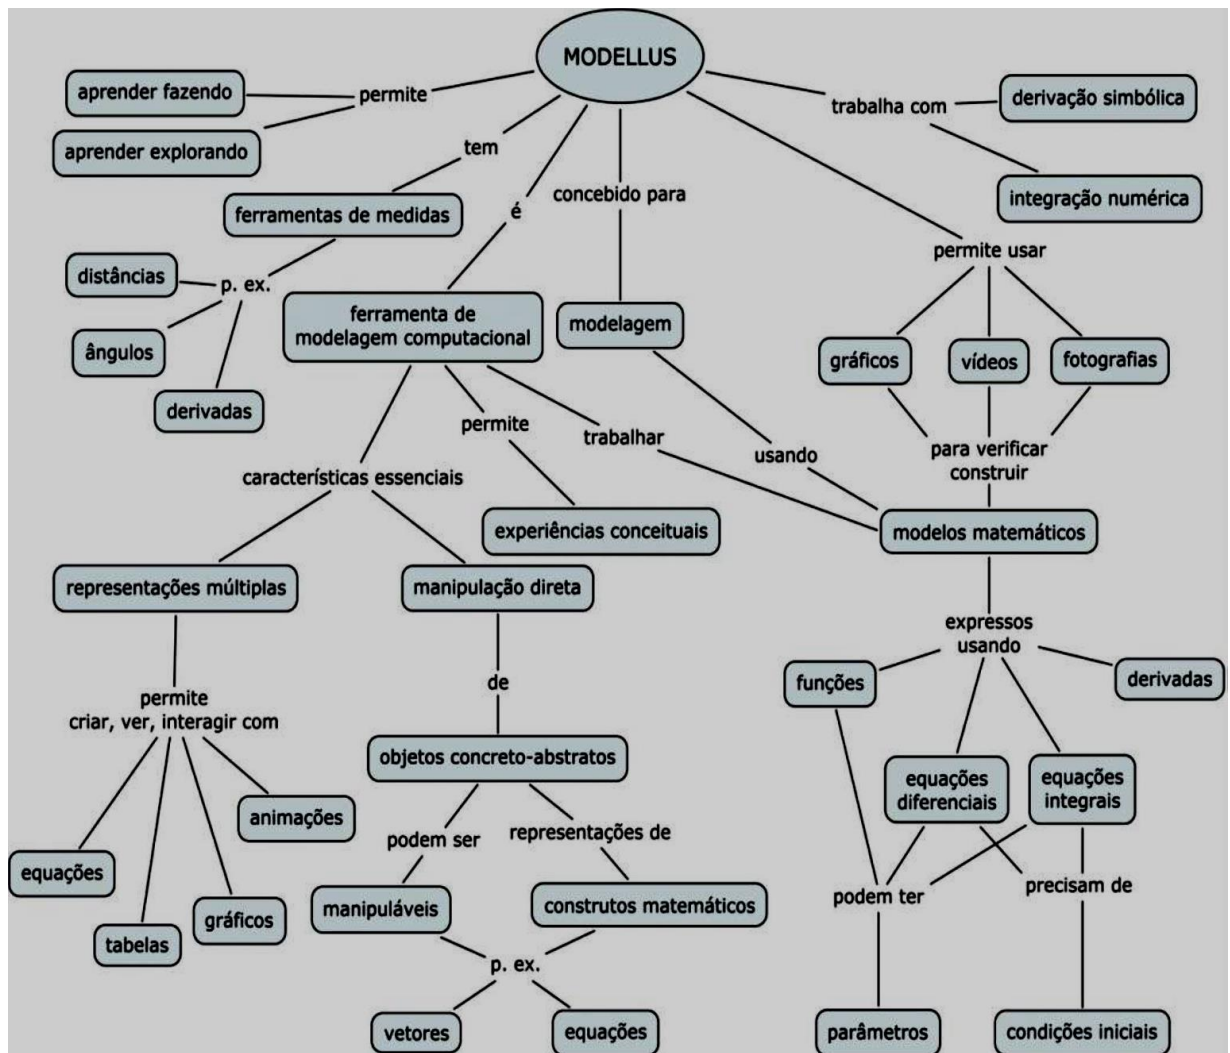 MODELLUS
aprender fazendo
permite
trabalha com
derivação simbólica
aprender explorando
tem
concebido para
integração numérica
ferramentas de medidas
é
permite usar
distâncias
p. ex.
ferramenta de
modelagem computacional
modelagem
ângulos
gráficos
vídeos
fotografias
derivadas
permite
trabalhar
usando
para verificar
construir
características essenciais
experiências conceituais
modelos matemáticos
representações múltiplas
manipulação direta
expressos
usando
funções
derivadas
permite
criar, ver, interagir com
de
objetos concreto-abstratos
equações
diferenciais
equações
integrais
animações
podem ser
representações de
equações
precisam de
podem ter
manipuláveis
construtos matemáticos
gráficos
tabelas
p. ex.
vetores
equações
parâmetros
condições iniciais